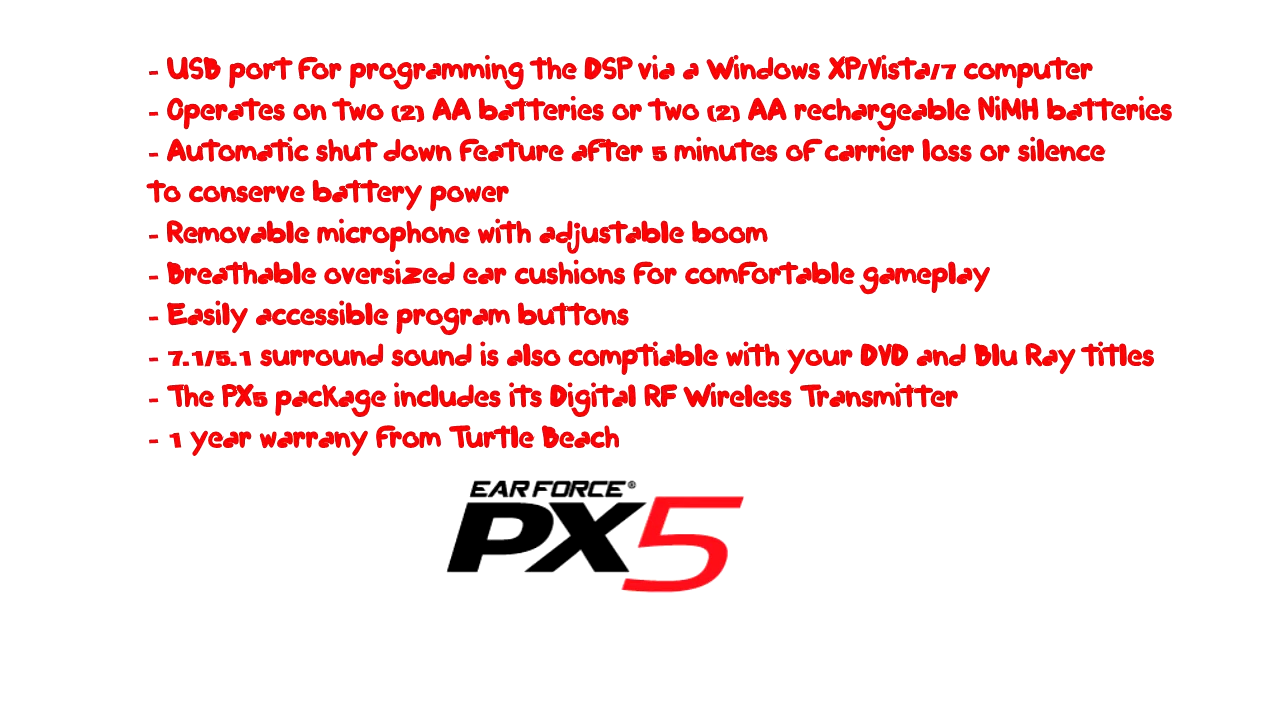 - USB port for programming the DSP via a Windows XP/Vista/7 computer
- Operates on two (2) AA batteries or two (2) AA rechargeable NiMH batteries
- Automatic shut down feature after 5 minutes of carrier loss or silence
to conserve battery power
- Removable microphone with adjustable boom
- Breathable oversized ear cushions for comfortable gameplay
- Easily accessible program buttons
- 7.1/5.1 surround sound is also comptiable with your DVD and Blu Ray titles
- The PX5 package includes its Digital RF Wireless Transmitter
- 1 year warrany from Turtle Beach
EAR FORCE®
PX5